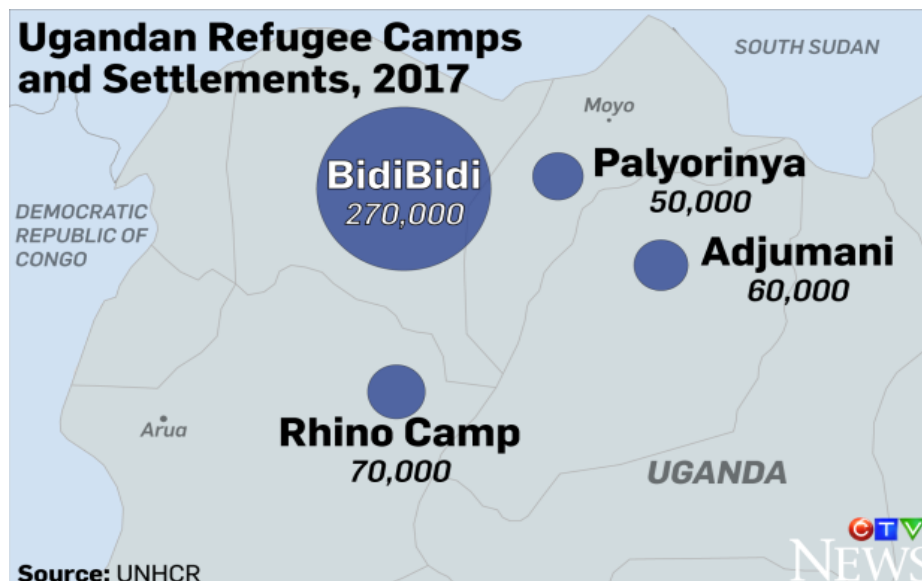 Ugandan Refugee Camps
and Settlements, 2017
SOUTH SUDAN
Moyo
BidiBidi
270,000
Palyorinya
50,000
DEMOCRATIC
REPUBLIC OF
CONGO
Adjumani
60,000
Arua
Rhino Camp
70,000
UGANDA
CTV
NEWS
Source: UNHCR